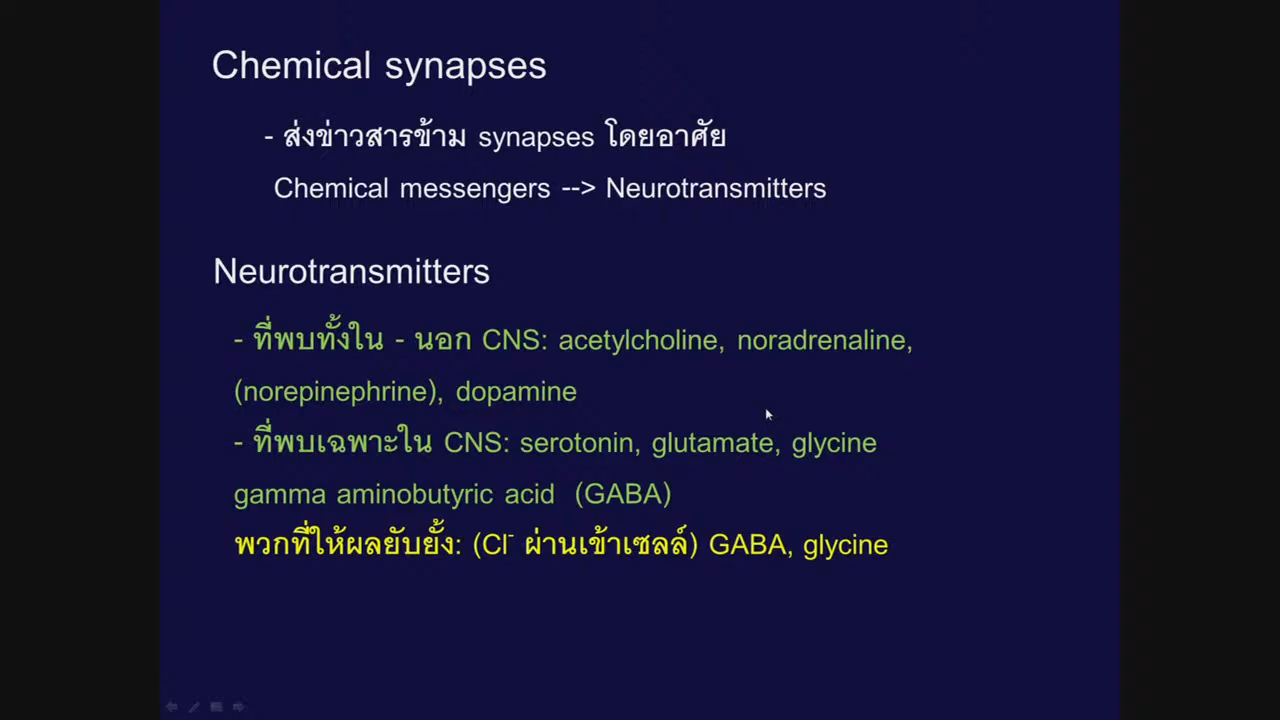 Chemical synapses
- ส่งข่าวสารข้าม synapses โดยอาศัย
Chemical messengers --> Neurotransmitters
Neurotransmitters
- ที่พบทั้งใน - นอก CNS: acetylcholine, noradrenaline,
(norepinephrine), dopamine
- ที่พบเฉพาะใน CNS: serotonin, glutamate, glycine
gamma aminobutyric acid (GABA)
พวกที่ให้ผลยับยั้ง: (Cl⁻ ผ่านเข้าเซลล์) GABA, glycine